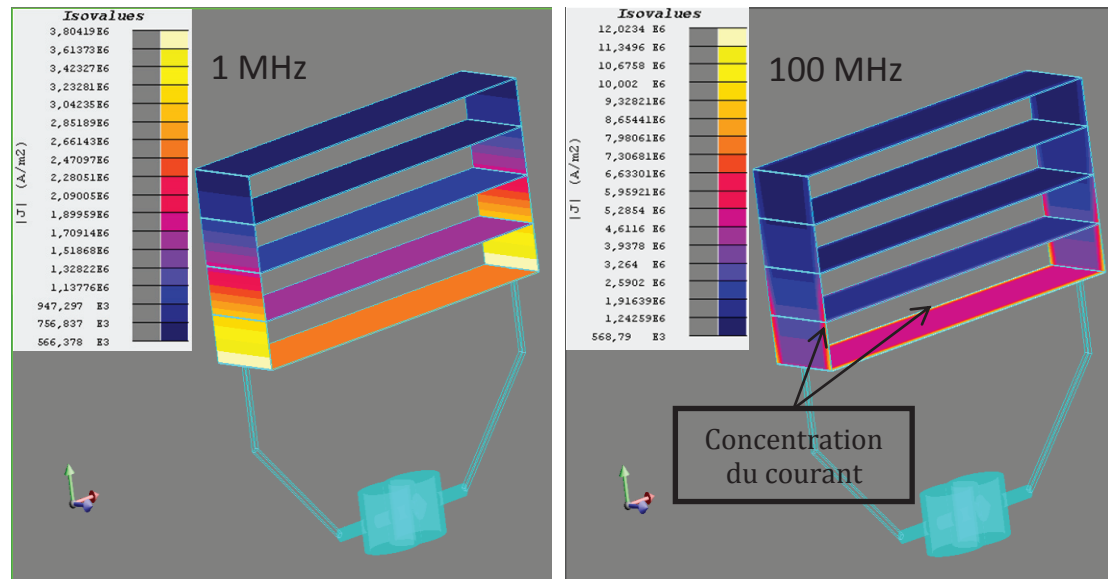 Isovalues
3,80419E6
3,61373E6
3,42327E6
3,23281E6
3,04235E6
2,85189E6
2,66143E6
2,47097E6
2,28051E6
2,09005E6
1,89959E6
1,70914E6
1,51868E6
1,32822E6
1,13776E6
947,297 E3
756,837 E3
566,378 E3
|J| (A/m2)
1 MHz
Isovalues
12,0234 E6
11,3496 E6
10,6758 E6
10,002 E6
9,32821E6
8,65441E6
7,98061E6
7,30681E6
6,63301E6
5,95921E6
5,2854 E6
4,6116 E6
3,9378 E6
3,264 E6
2,5902 E6
1,91639E6
1,24259E6
568,79 E3
|J| (A/m2)
100 MHz
Concentration
du courant